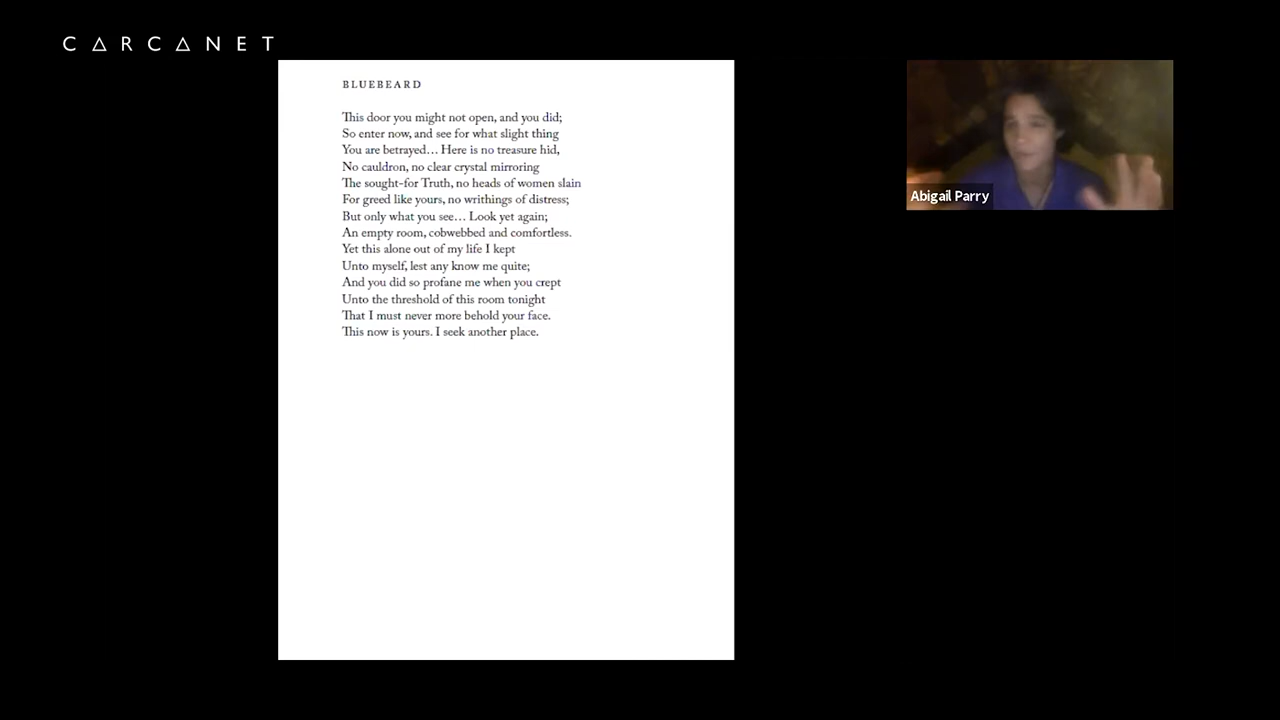 CARCANET
BLUEBEARD
This door you might not open, and you did;
So enter now, and see for what slight thing
You are betrayed… Here is no treasure hid,
No cauldron, no clear crystal mirroring
The sought-for Truth, no heads of women slain
For greed like yours, no writhings of distress;
But only what you see… Look yet again;
An empty room, cobwebbed and comfortless.
Yet this alone out of my life I kept
Unto myself, lest any know me quite;
And you did so profane me when you crept
Unto the threshold of this room tonight
That I must never more behold your face.
This now is yours. I seek another place.
Abigail Parry